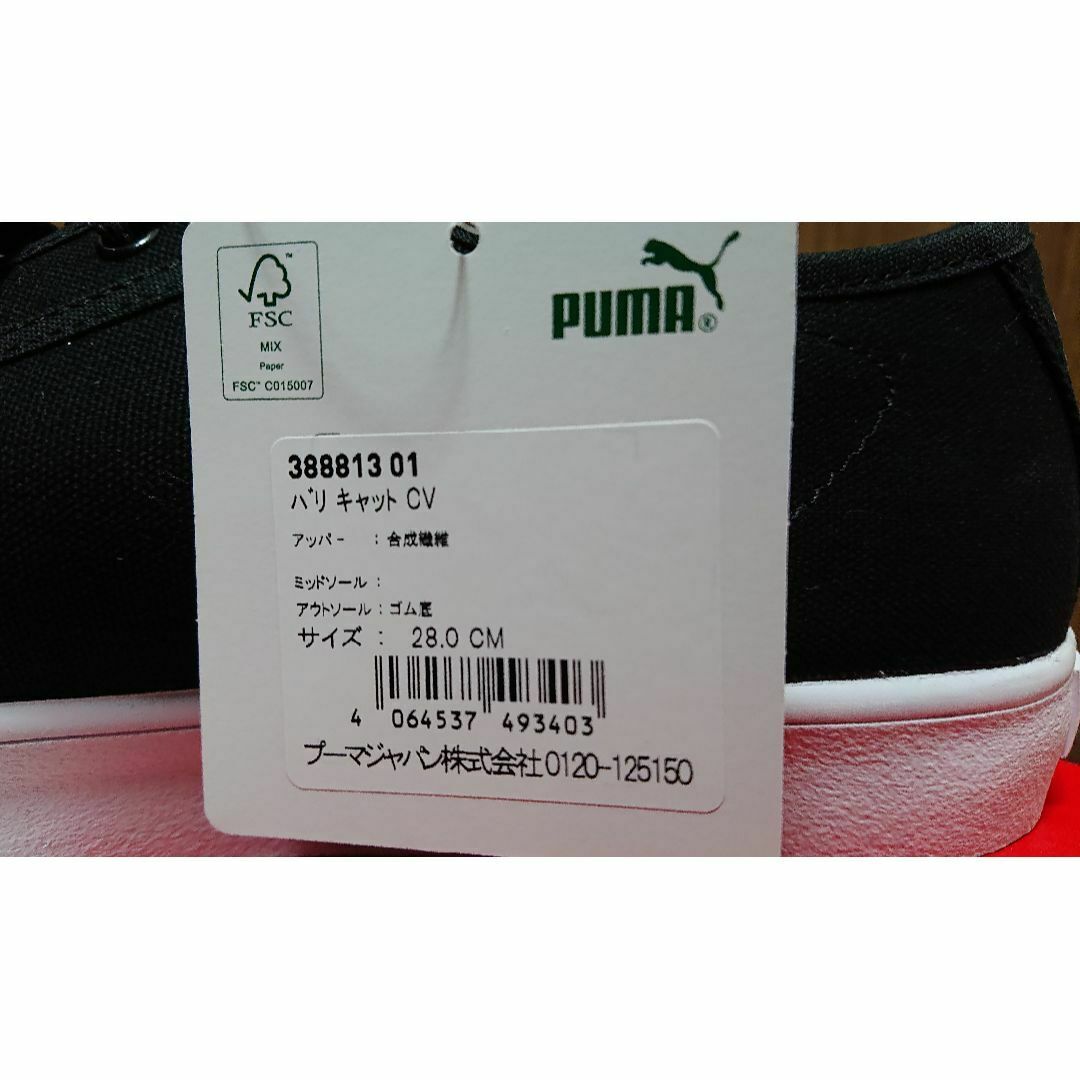 FSC
MIX
Paper
FSC™ C015007
PUMA®
388813 01
バリ キャット CV
アッパー : 合成繊維
ミッドソール :
アウトソール : ゴム底
サイズ : 28.0 CM
4 064537 493403
プーマジャパン株式会社0120-125150